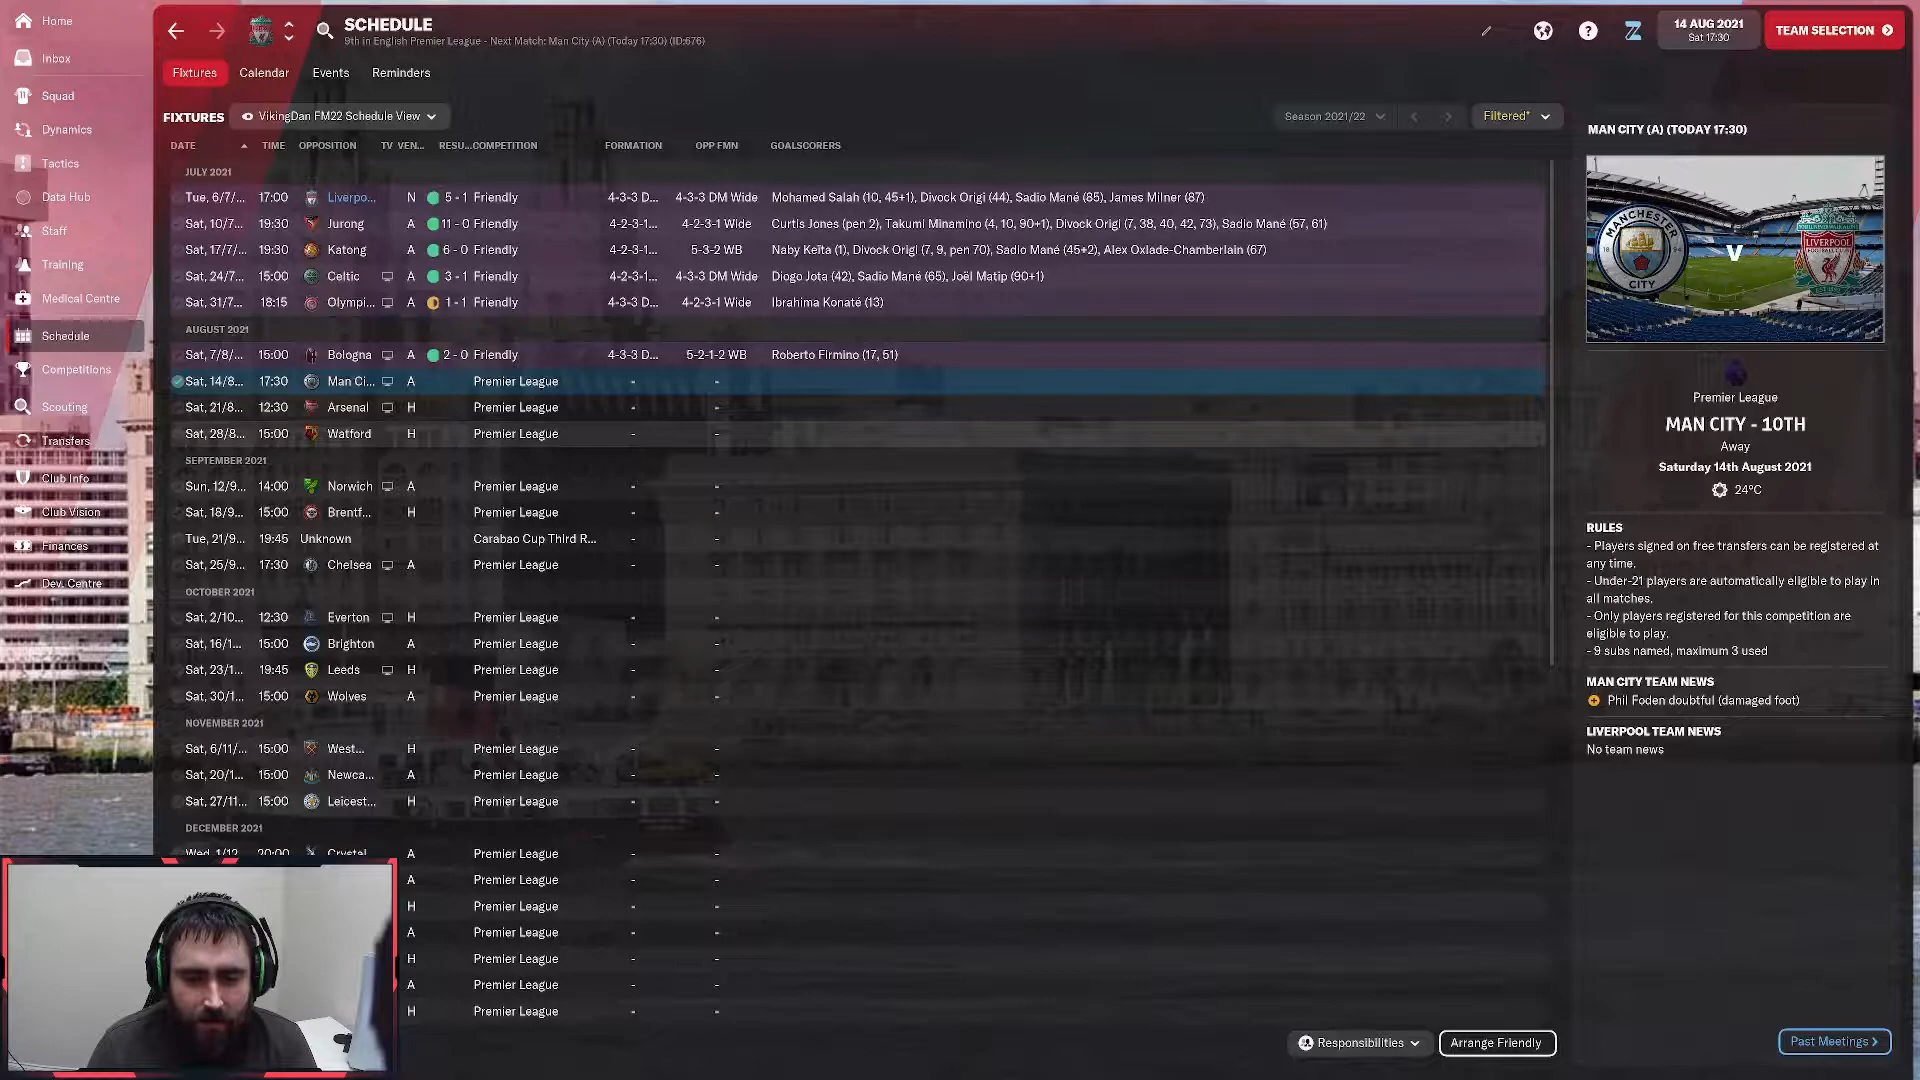 Home
Inbox
Squad
Dynamics
Tactics
Data Hub
Staff
Training
Medical Centre
Schedule
Competitions
Scouting
Transfers
Club Info
Club Vision
Finances
Dev. Centre
SCHEDULE
9th in English Premier League - Next Match: Man City (A) (Today 17:30) (ID:676)
14 AUG 2021
Sat 17:30
TEAM SELECTION
Fixtures Calendar Events Reminders
FIXTURES VikingDan FM22 Schedule View Season 2021/22 Filtered*
DATE TIME OPPOSITION TV VEN... RESU... COMPETITION FORMATION OPP FMN GOALSCORERS
JULY 2021
Tue, 6/7/... 17:00 Liverpo... N 5 - 1 Friendly 4-3-3 D... 4-3-3 DM Wide Mohamed Salah (10, 45+1), Divock Origi (44), Sadio Mané (85), James Milner (87)
Sat, 10/7/... 19:30 Jurong A 11 - 0 Friendly 4-2-3-1... 4-2-3-1 Wide Curtis Jones (pen 2), Takumi Minamino (4, 10, 90+1), Divock Origi (7, 38, 40, 42, 73), Sadio Mané (57, 61)
Sat, 17/7/... 19:30 Katong A 6 - 0 Friendly 4-2-3-1... 5-3-2 WB Naby Keïta (1), Divock Origi (7, 9, pen 70), Sadio Mané (45+2), Alex Oxlade-Chamberlain (67)
Sat, 24/7... 15:00 Celtic A 3 - 1 Friendly 4-2-3-1... 4-3-3 DM Wide Diogo Jota (42), Sadio Mané (65), Joël Matip (90+1)
Sat, 31/7... 18:15 Olympi... A 1 - 1 Friendly 4-3-3 D... 4-2-3-1 Wide Ibrahima Konaté (13)
AUGUST 2021
Sat, 7/8/... 15:00 Bologna A 2 - 0 Friendly 4-3-3 D... 5-2-1-2 WB Roberto Firmino (17, 51)
Sat, 14/8... 17:30 Man Ci... A Premier League - -
Sat, 21/8... 12:30 Arsenal H Premier League - -
Sat, 28/8... 15:00 Watford H Premier League - -
SEPTEMBER 2021
Sun, 12/9... 14:00 Norwich A Premier League - -
Sat, 18/9... 15:00 Brentf... H Premier League - -
Tue, 21/9... 19:45 Unknown Carabao Cup Third R... - -
Sat, 25/9... 17:30 Chelsea A Premier League - -
OCTOBER 2021
Sat, 2/10... 12:30 Everton H Premier League - -
Sat, 16/1... 15:00 Brighton A Premier League - -
Sat, 23/1... 19:45 Leeds H Premier League - -
Sat, 30/1... 15:00 Wolves A Premier League - -
NOVEMBER 2021
Sat, 6/11/... 15:00 West... H Premier League - -
Sat, 20/1... 15:00 Newca... A Premier League - -
Sat, 27/11... 15:00 Leicest... H Premier League - -
DECEMBER 2021
Wed, 1/12... 20:00 Crystal... A Premier League - -
A Premier League - -
H Premier League - -
A Premier League - -
H Premier League - -
A Premier League - -
H Premier League - -
Responsibilities Arrange Friendly
MAN CITY (A) (TODAY 17:30)
MANCHESTER
18 94
CITY
V
Premier League
MAN CITY - 10TH
Away
Saturday 14th August 2021
24°C
RULES
- Players signed on free transfers can be registered at
any time.
- Under-21 players are automatically eligible to play in
all matches.
- Only players registered for this competition are
eligible to play.
- 9 subs named, maximum 3 used
MAN CITY TEAM NEWS
Phil Foden doubtful (damaged foot)
LIVERPOOL TEAM NEWS
No team news
Past Meetings